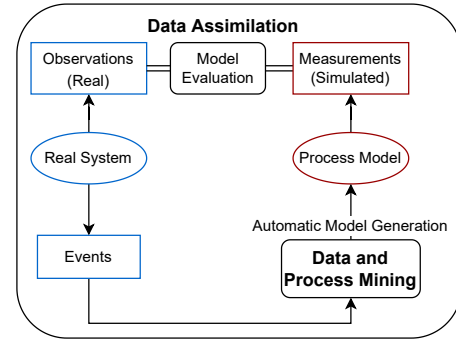 Data Assimilation
Observations
(Real)
Model
Evaluation
Measurements
(Simulated)
Real System
Process Model
Automatic Model Generation
Events
Data and
Process Mining